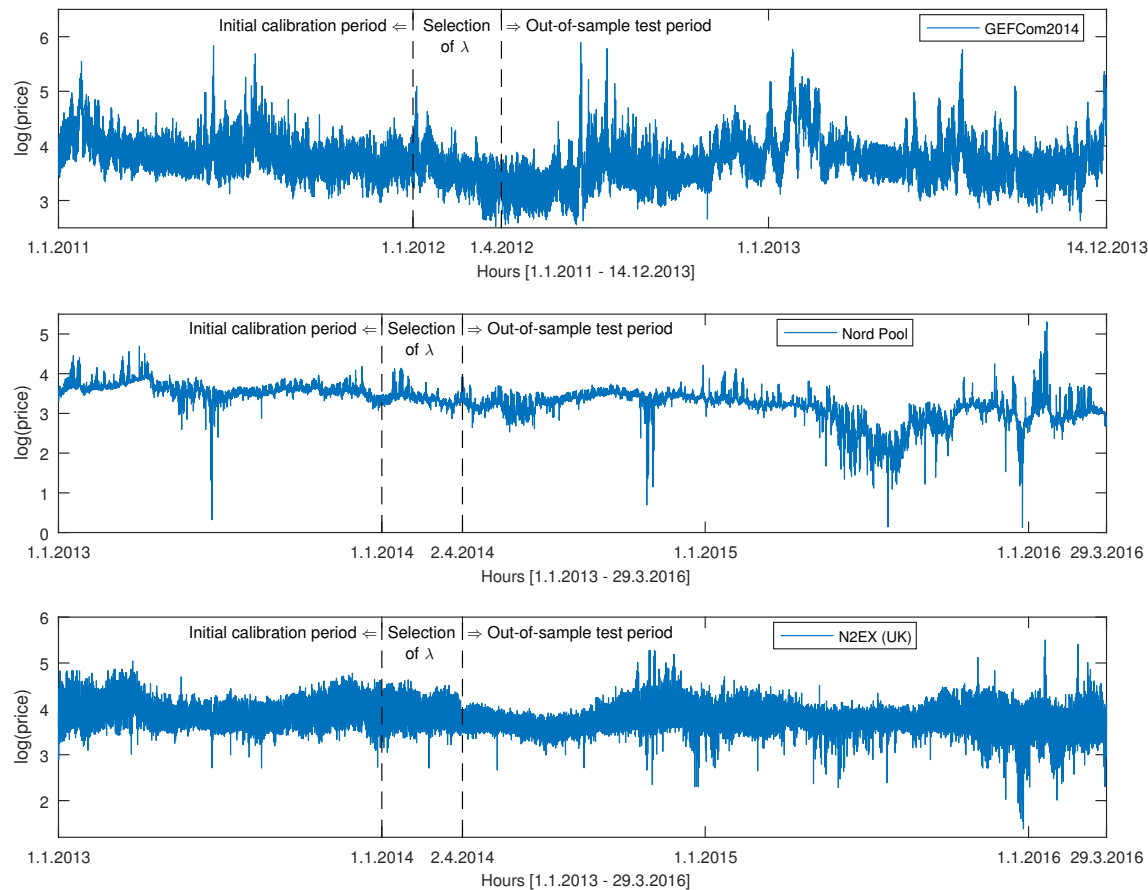 Initial calibration period ⇐ Selection ⇒ Out-of-sample test period
of λ
GEFCom2014
log(price)
6
5
4
3
1.1.2011 1.1.2012 1.4.2012 1.1.2013 14.12.2013
Hours [1.1.2011 - 14.12.2013]
Initial calibration period ⇐ Selection ⇒ Out-of-sample test period
of λ
Nord Pool
log(price)
5
4
3
2
1
0
1.1.2013 1.1.2014 2.4.2014 1.1.2015 1.1.2016 29.3.2016
Hours [1.1.2013 - 29.3.2016]
Initial calibration period ⇐ Selection ⇒ Out-of-sample test period
of λ
N2EX (UK)
log(price)
6
5
4
3
2
1.1.2013 1.1.2014 2.4.2014 1.1.2015 1.1.2016 29.3.2016
Hours [1.1.2013 - 29.3.2016]